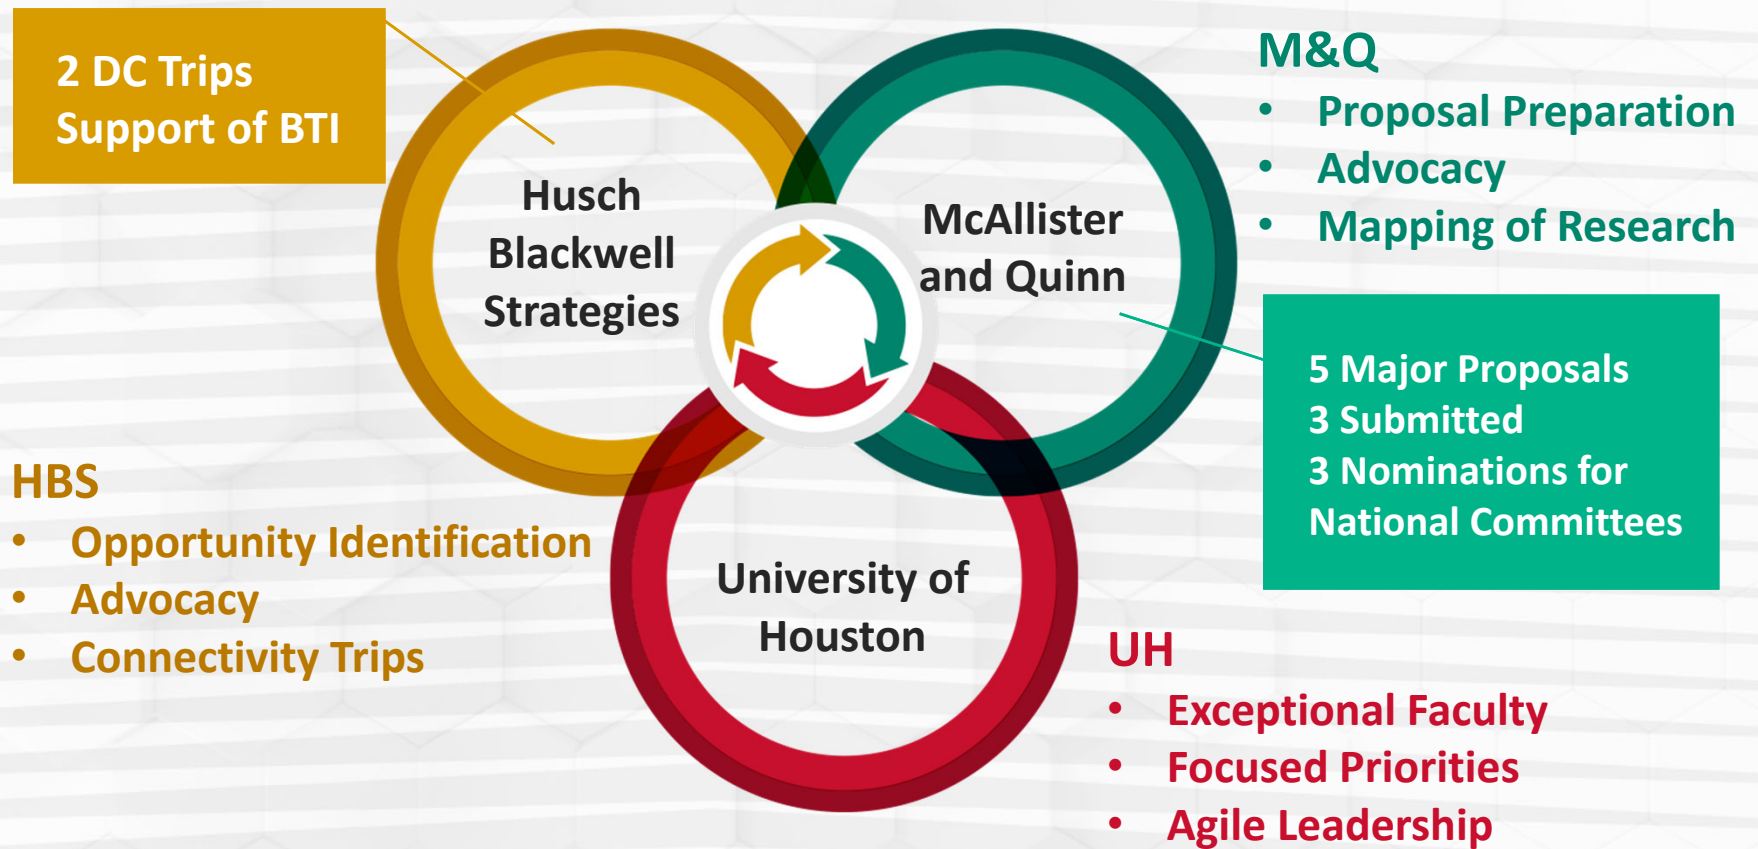 2 DC Trips
Support of BTI
Husch
Blackwell
Strategies
McAllister
and Quinn
M&Q
• Proposal Preparation
• Advocacy
• Mapping of Research
5 Major Proposals
3 Submitted
3 Nominations for
National Committees
HBS
• Opportunity Identification
• Advocacy
• Connectivity Trips
University of
Houston
UH
• Exceptional Faculty
• Focused Priorities
• Agile Leadership